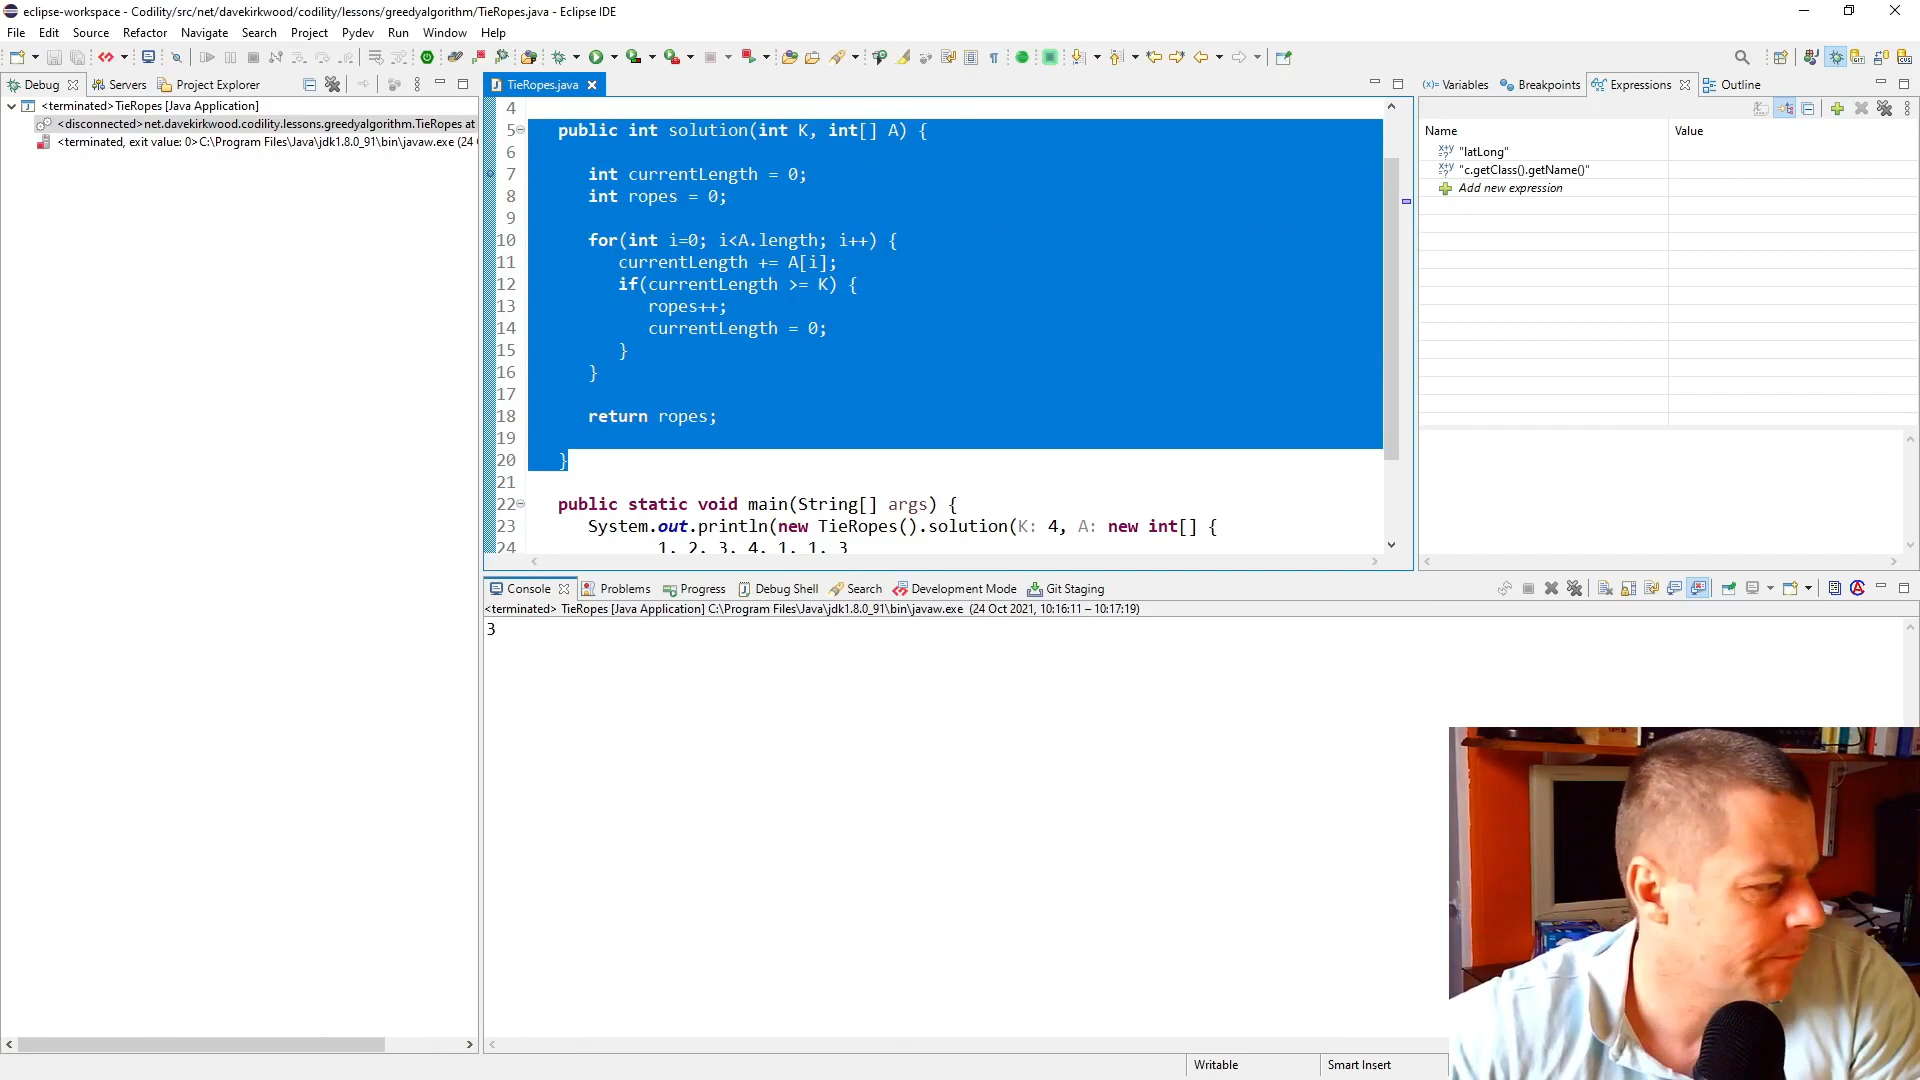 eclipse-workspace - Codility/src/net/davekirkwood/codility/lessons/greedyalgorithm/TieRopes.java - Eclipse IDE
File Edit Source Refactor Navigate Search Project Pydev Run Window Help
Debug Servers Project Explorer
<terminated> TieRopes [Java Application]
<disconnected> net.davekirkwood.codility.lessons.greedyalgorithm.TieRopes at
<terminated, exit value: 0> C:\Program Files\Java\jdk1.8.0_91\bin\javaw.exe (24
TieRopes.java
4
5 public int solution(int K, int[] A) {
6
7 int currentLength = 0;
8 int ropes = 0;
9
10 for(int i=0; i<A.length; i++) {
11 currentLength += A[i];
12 if(currentLength >= K) {
13 ropes++;
14 currentLength = 0;
15 }
16 }
17
18 return ropes;
19
20 }
21
22 public static void main(String[] args) {
23 System.out.println(new TieRopes().solution(K: 4, A: new int[] {
24 1, 2, 3, 4, 1, 1, 3
(x)= Variables Breakpoints Expressions Outline
Name Value
"latLong"
"c.getClass().getName()"
Add new expression
Console Problems Progress Debug Shell Search Development Mode Git Staging
<terminated> TieRopes [Java Application] C:\Program Files\Java\jdk1.8.0_91\bin\javaw.exe (24 Oct 2021, 10:16:11 – 10:17:19)
3
Writable Smart Insert